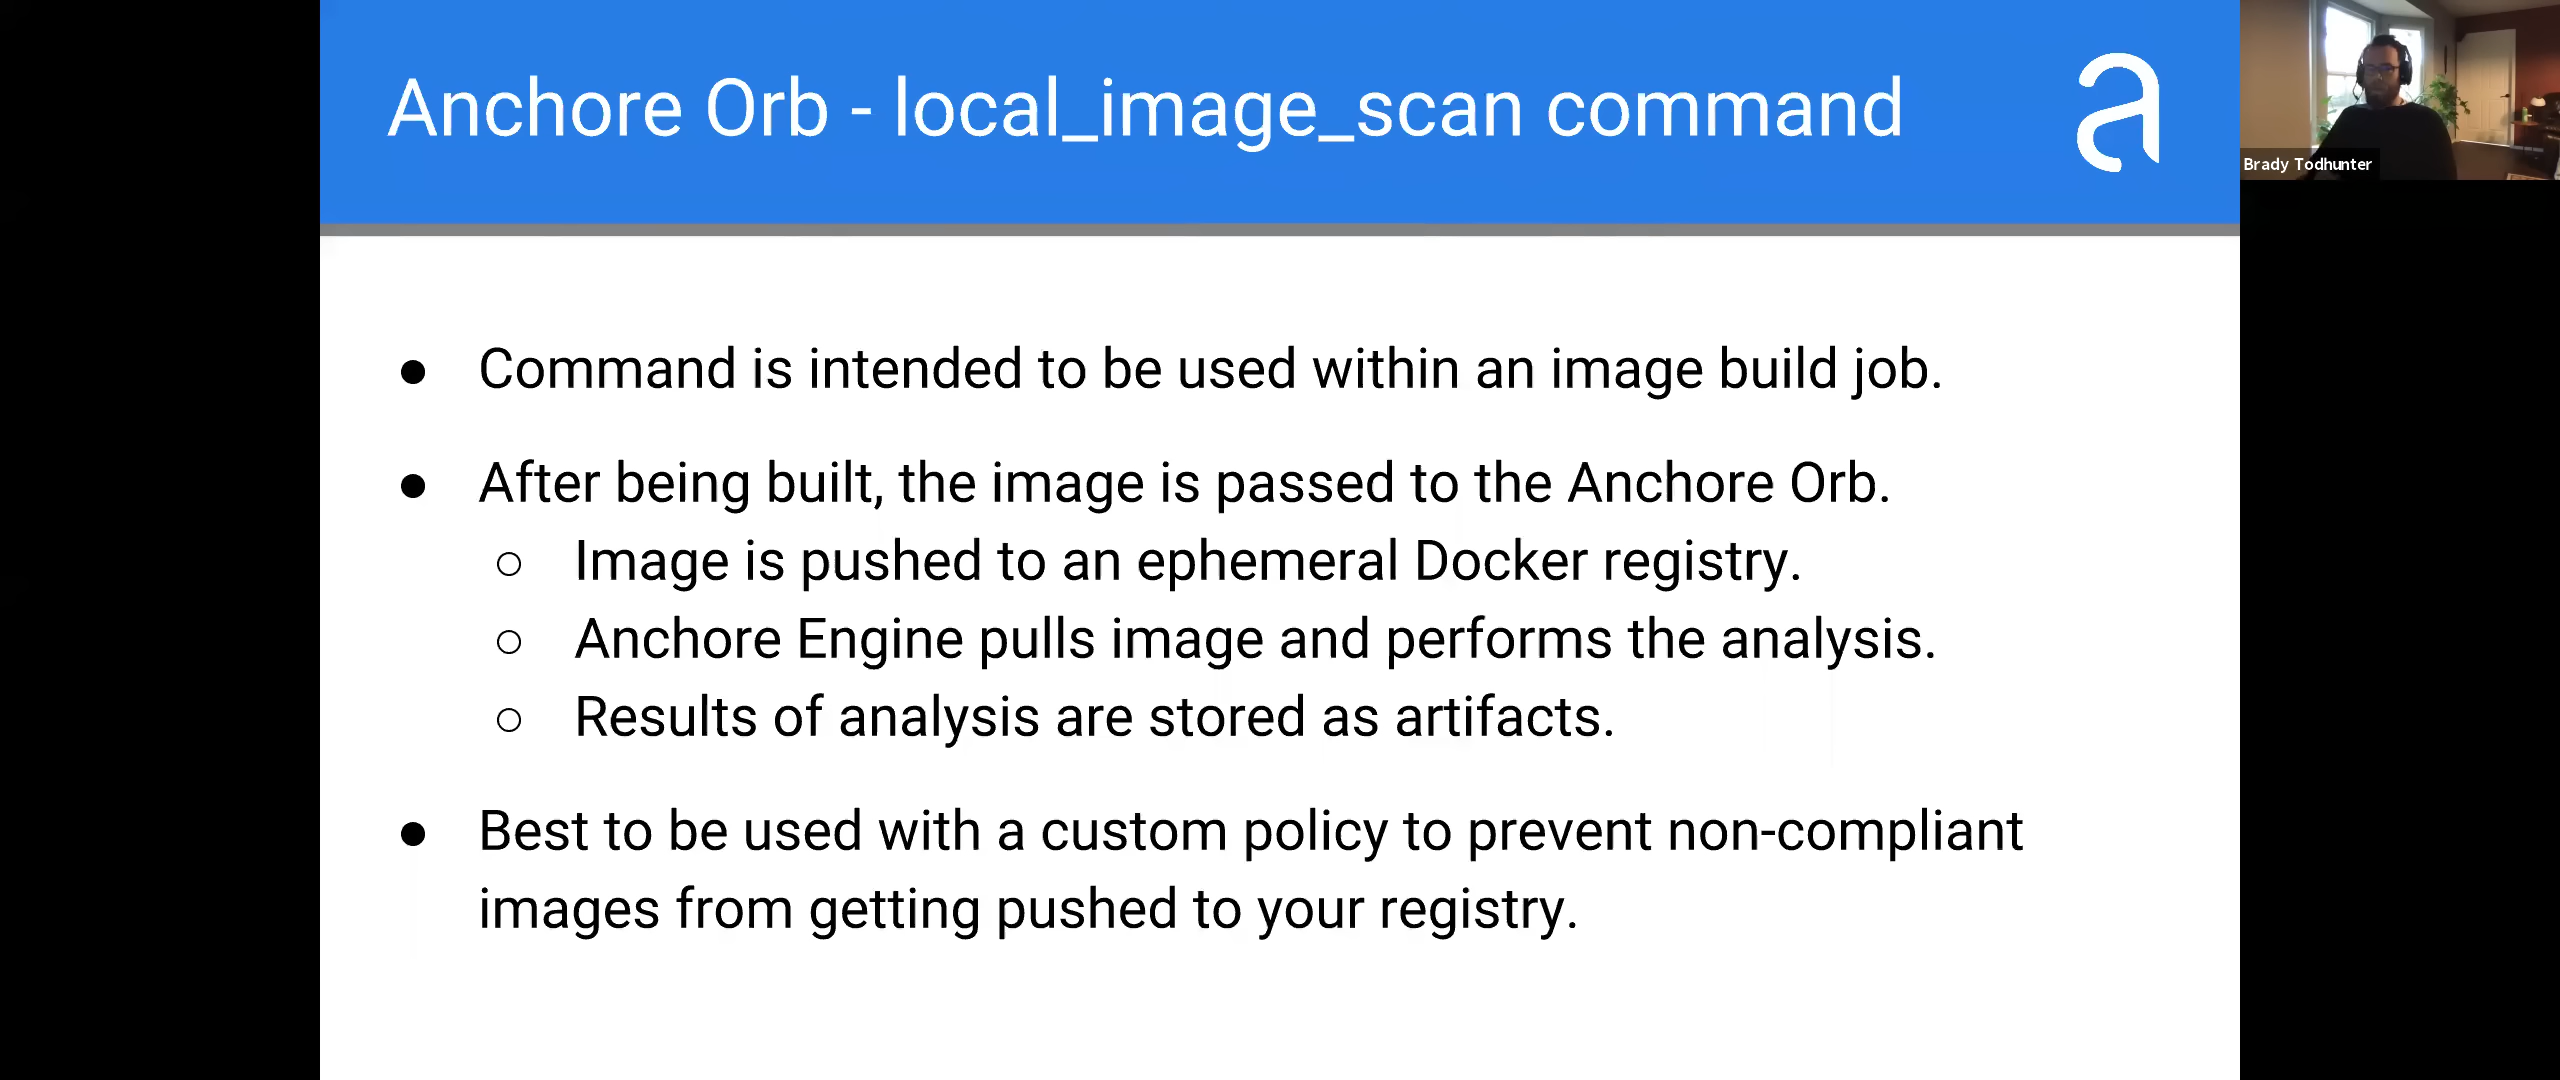 Anchore Orb - local_image_scan command
Brady Todhunter
● Command is intended to be used within an image build job.
● After being built, the image is passed to the Anchore Orb.
○ Image is pushed to an ephemeral Docker registry.
○ Anchore Engine pulls image and performs the analysis.
○ Results of analysis are stored as artifacts.
● Best to be used with a custom policy to prevent non-compliant
images from getting pushed to your registry.